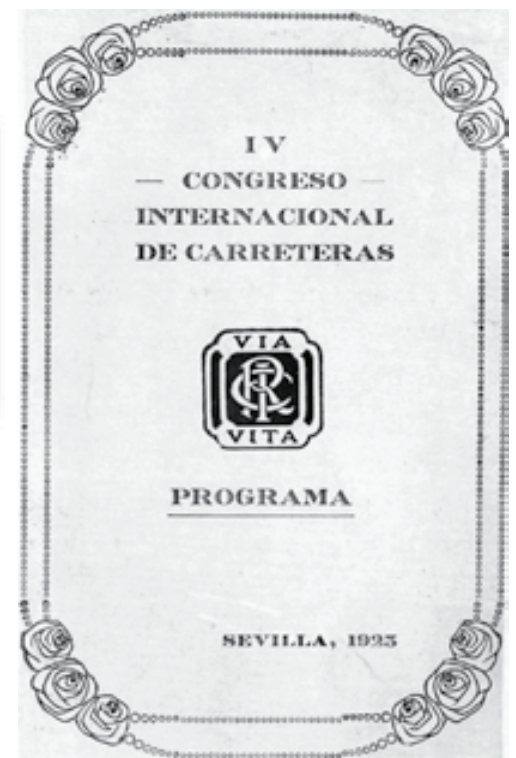 IV
— CONGRESO —
INTERNACIONAL
DE CARRETERAS
VIA
VITA
PROGRAMA
SEVILLA, 1923